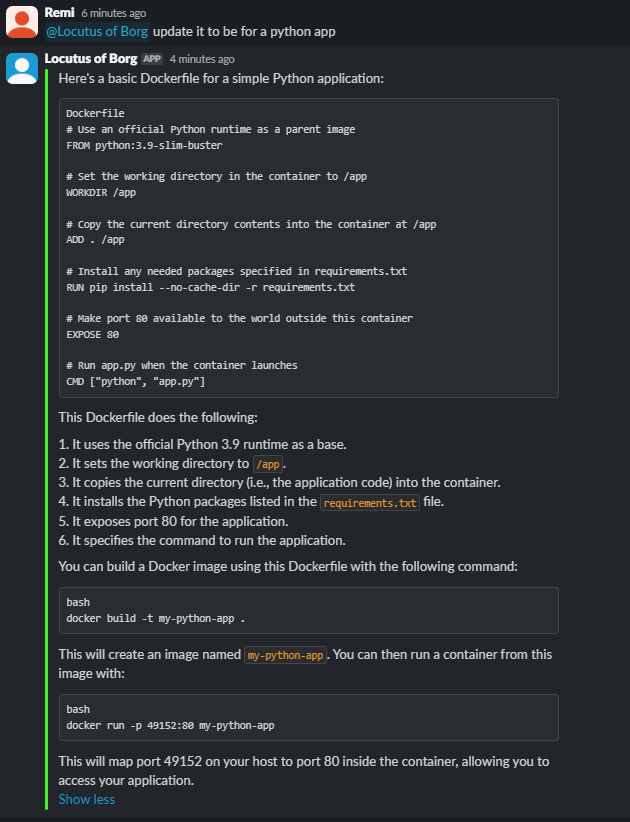 Remi 6 minutes ago
@Locutus of Borg update it to be for a python app
Locutus of Borg APP 4 minutes ago
Here's a basic Dockerfile for a simple Python application:
Dockerfile
# Use an official Python runtime as a parent image
FROM python:3.9-slim-buster
# Set the working directory in the container to /app
WORKDIR /app
# Copy the current directory contents into the container at /app
ADD . /app
# Install any needed packages specified in requirements.txt
RUN pip install --no-cache-dir -r requirements.txt
# Make port 80 available to the world outside this container
EXPOSE 80
# Run app.py when the container launches
CMD ["python", "app.py"]
This Dockerfile does the following:
1. It uses the official Python 3.9 runtime as a base.
2. It sets the working directory to /app.
3. It copies the current directory (i.e., the application code) into the container.
4. It installs the Python packages listed in the requirements.txt file.
5. It exposes port 80 for the application.
6. It specifies the command to run the application.
You can build a Docker image using this Dockerfile with the following command:
bash
docker build -t my-python-app .
This will create an image named my-python-app. You can then run a container from this
image with:
bash
docker run -p 49152:80 my-python-app
This will map port 49152 on your host to port 80 inside the container, allowing you to
access your application.
Show less